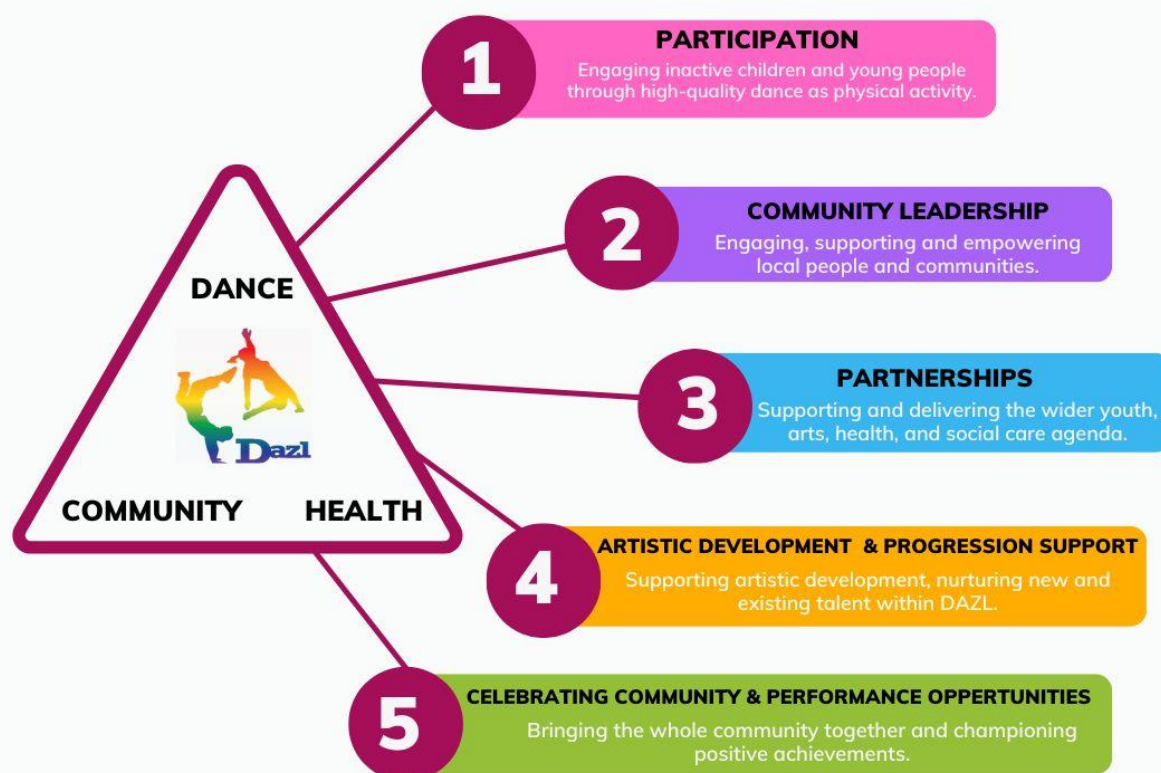 1
PARTICIPATION
Engaging inactive children and young people
through high-quality dance as physical activity.
2
COMMUNITY LEADERSHIP
Engaging, supporting and empowering
local people and communities.
DANCE
Dazl
COMMUNITY HEALTH
3
PARTNERSHIPS
Supporting and delivering the wider youth,
arts, health, and social care agenda.
4
ARTISTIC DEVELOPMENT & PROGRESSION SUPPORT
Supporting artistic development, nurturing new and
existing talent within DAZL.
5
CELEBRATING COMMUNITY & PERFORMANCE OPPERTUNITIES
Bringing the whole community together and championing
positive achievements.